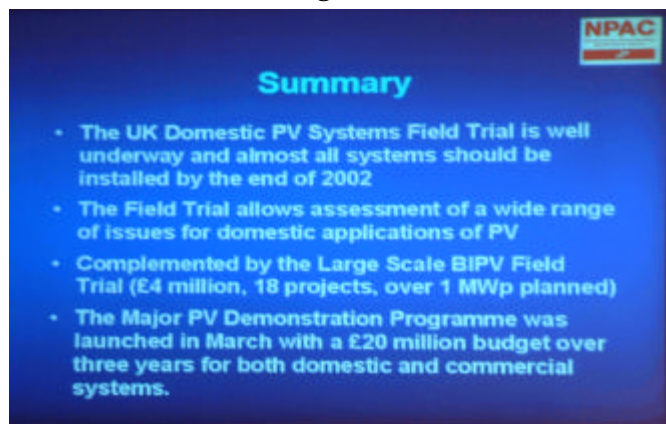 NPAC
Summary
• The UK Domestic PV Systems Field Trial is well
underway and almost all systems should be
installed by the end of 2002
• The Field Trial allows assessment of a wide range
of issues for domestic applications of PV
• Complemented by the Large Scale BIPV Field
Trial (£4 million, 18 projects, over 1 MWp planned)
• The Major PV Demonstration Programme was
launched in March with a £20 million budget over
three years for both domestic and commercial
systems.